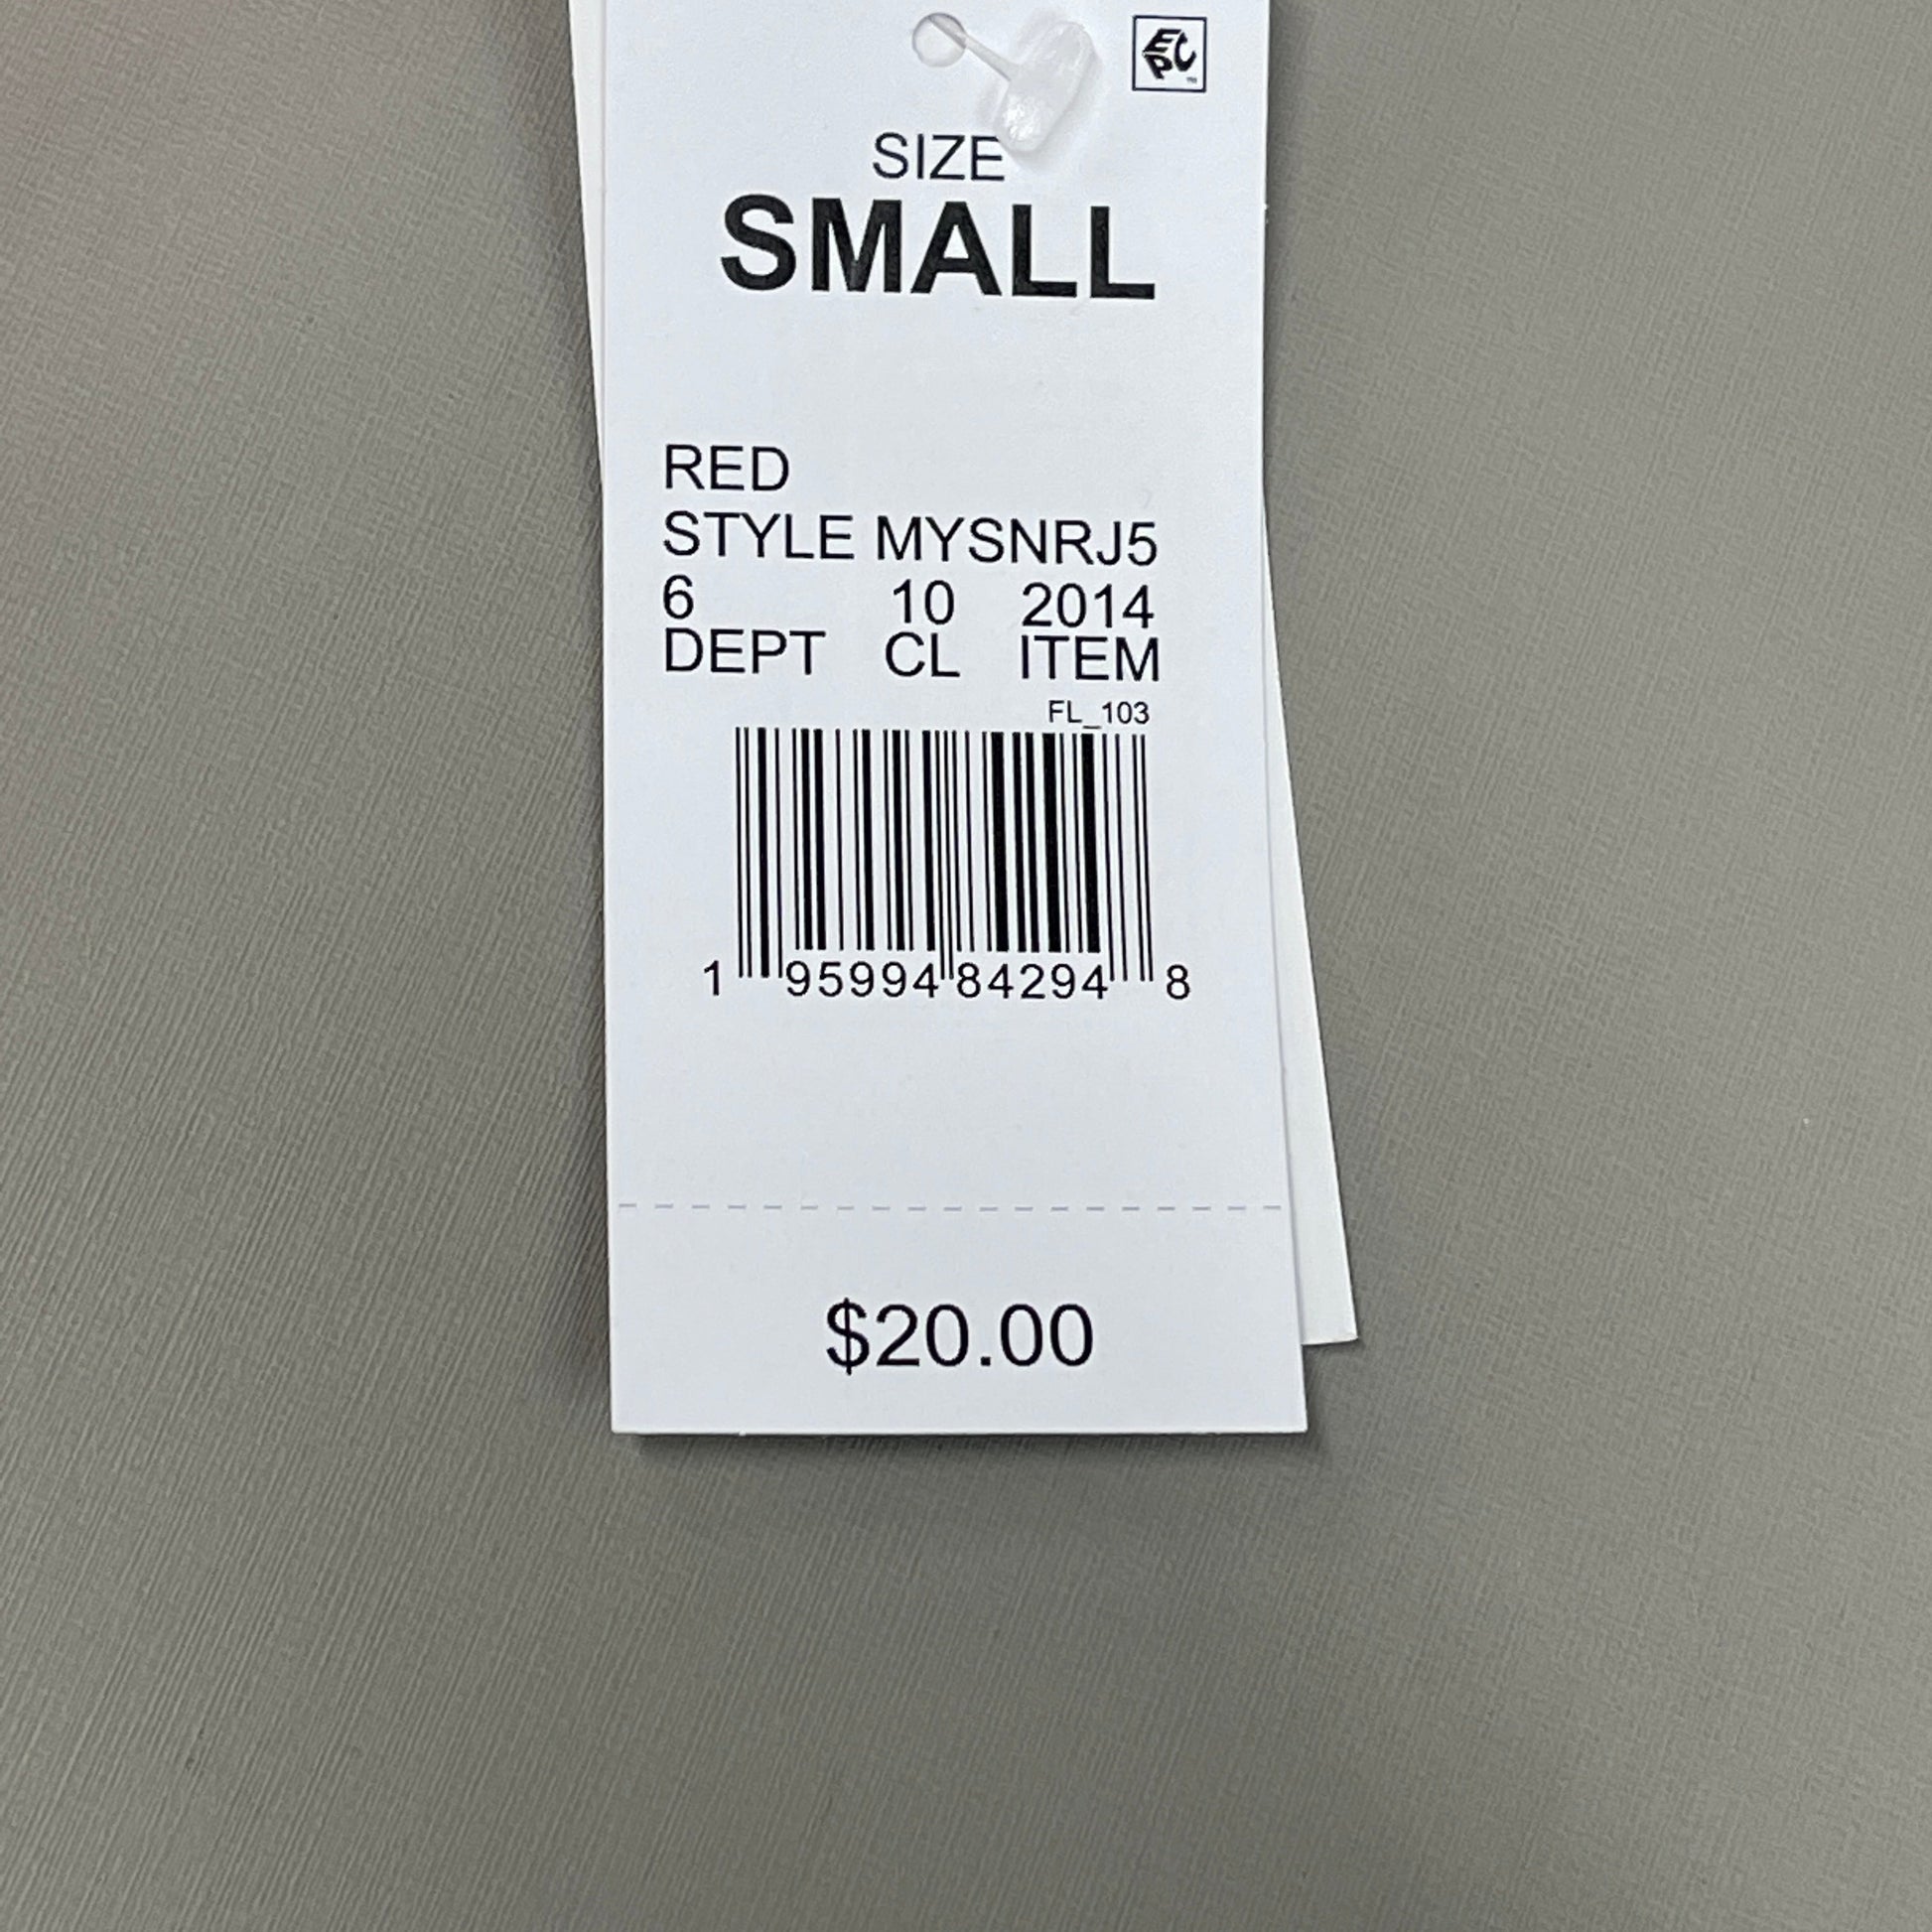 EPC
SIZE
SMALL
RED
STYLE MYSNRJ5
6 10 2014
DEPT CL ITEM
FL_103
1 95994 84294 8
$20.00